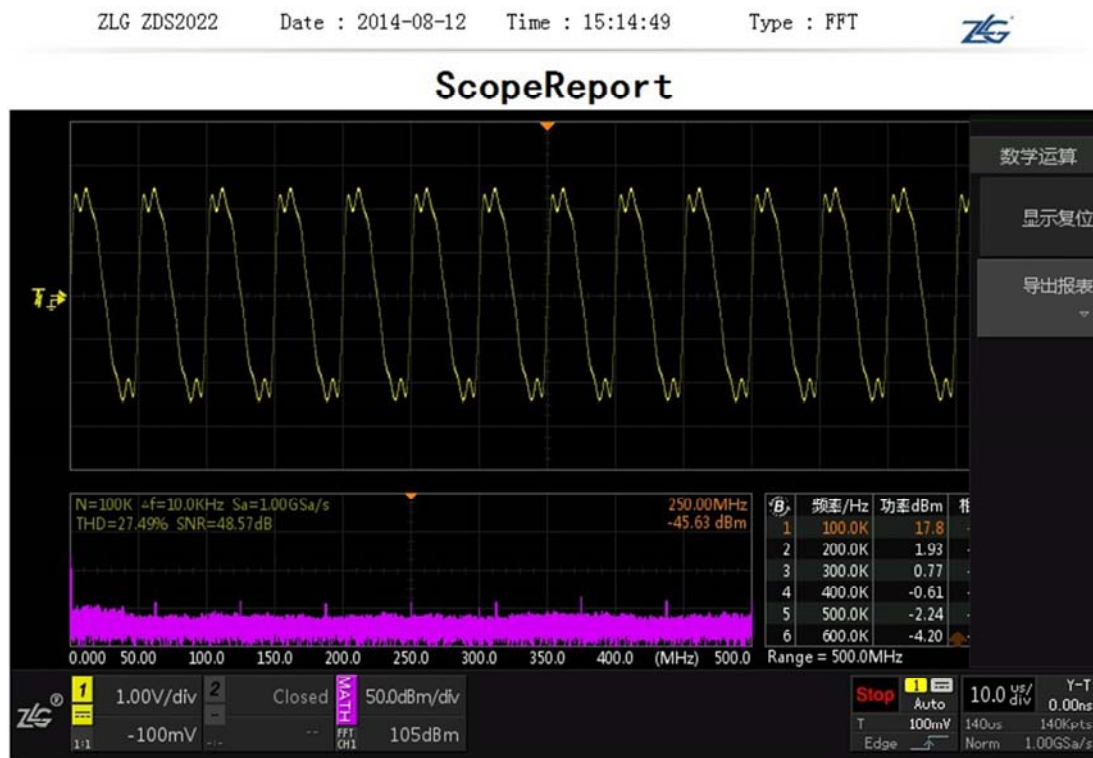 ZLG ZDS2022 Date : 2014-08-12 Time : 15:14:49 Type : FFT ZLG
ScopeReport
数学运算
显示复位
导出报表
N=100K △f=10.0KHz Sa=1.00GSa/s 250.00MHz
THD=27.49% SNR=48.57dB -45.63 dBm
B 频率/Hz 功率dBm
1 100.0K 17.8
2 200.0K 1.93
3 300.0K 0.77
4 400.0K -0.61
5 500.0K -2.24
6 600.0K -4.20
0.000 50.00 100.0 150.0 200.0 250.0 300.0 350.0 400.0 (MHz) 500.0 Range = 500.0MHz
ZLG®
1 1.00V/div
1:1 -100mV
2 Closed
-:- --
MATH 50.0dBm/div
FFT CH1 105dBm
Stop 1 Auto
T 100mV
Edge
10.0 us/div Y-T 0.00ns
140us 140Kpts
Norm 1.00GSa/s